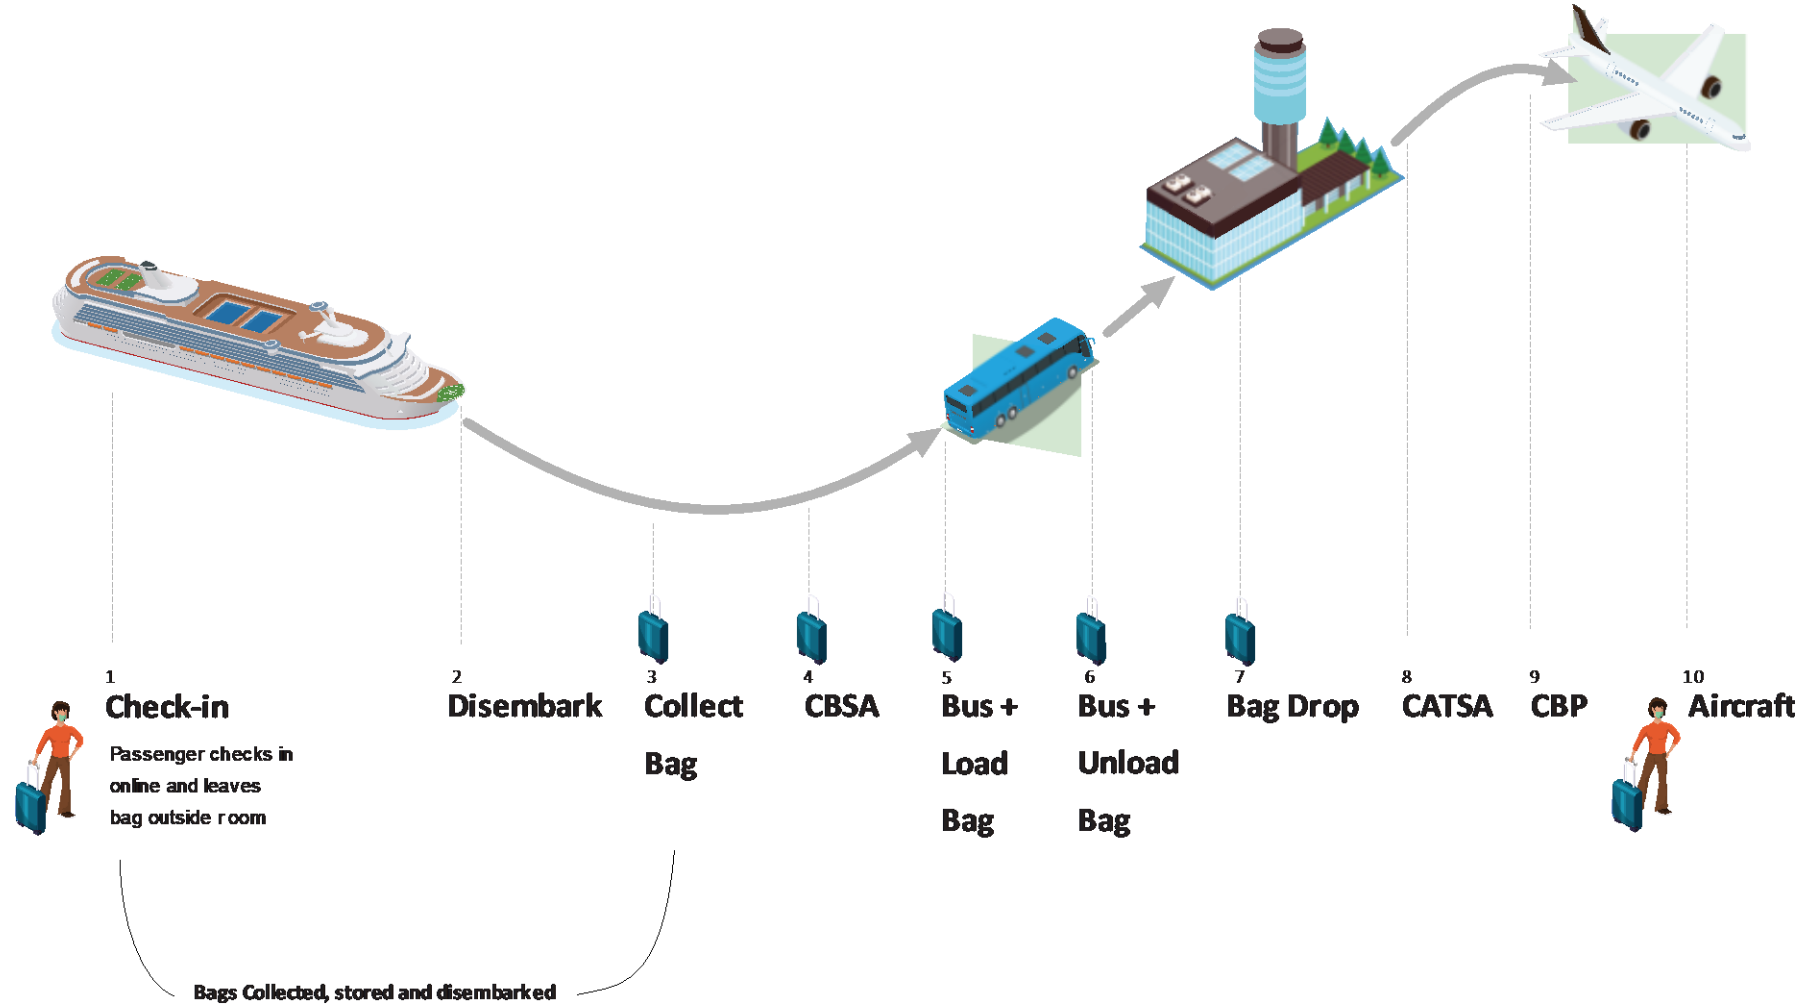 1
Check-in
Passenger checks in
online and leaves
bag outside room
2
Disembark
3
Collect
Bag
4
CBSA
5
Bus +
Load
Bag
6
Bus +
Unload
Bag
7
Bag Drop
8
CATSA
9
CBP
10
Aircraft
Bags Collected, stored and disembarked